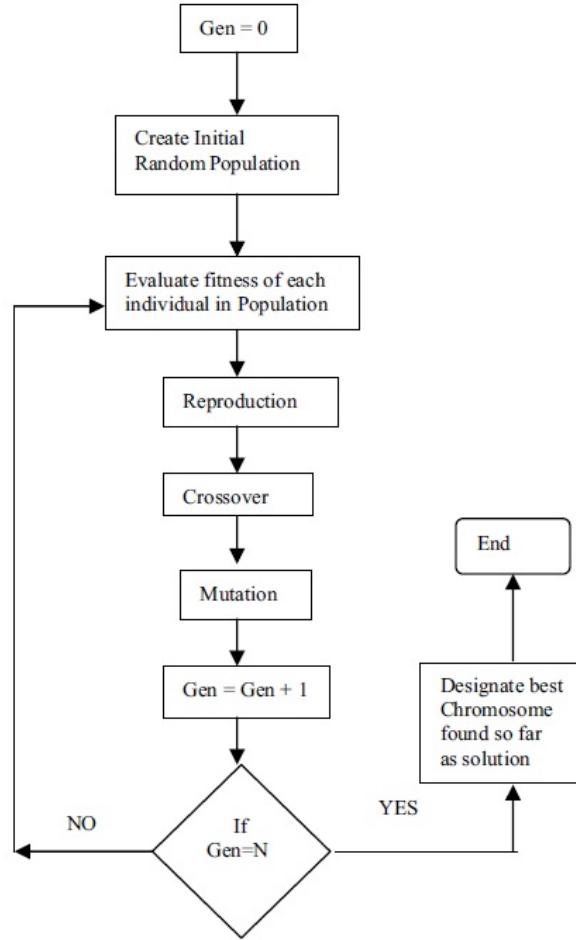 Gen = 0
Create Initial
Random Population
Evaluate fitness of each
individual in Population
Reproduction
Crossover
Mutation
Gen = Gen + 1
If
Gen=N
NO
YES
Designate best
Chromosome
found so far
as solution
End